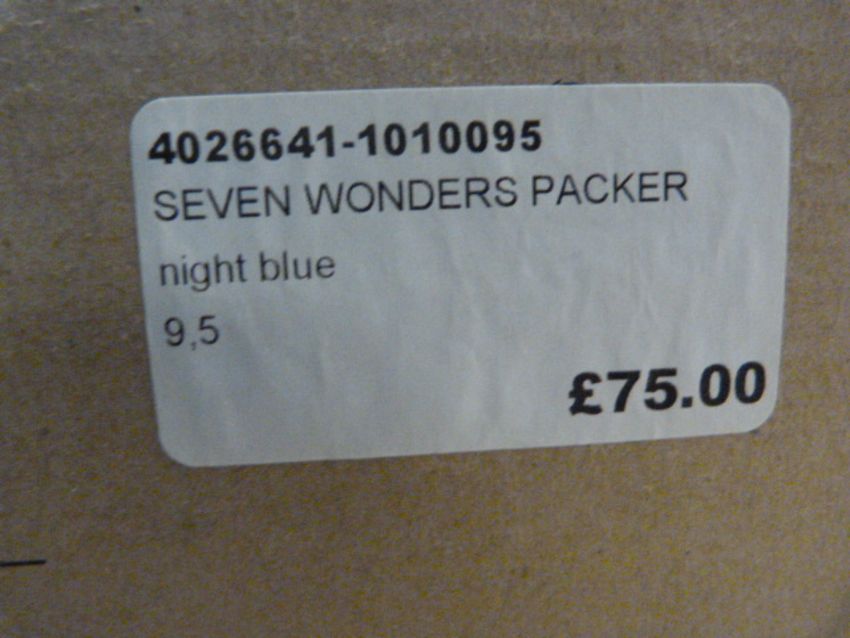 4026641-1010095
SEVEN WONDERS PACKER
night blue
9,5
£75.00